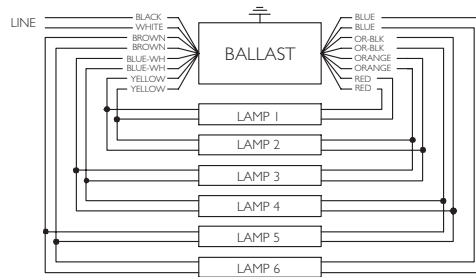 LINE
BLACK
WHITE
BROWN
BROWN
BLUE-WH
BLUE-WH
YELLOW
YELLOW
BALLAST
BLUE
BLUE
OR-BLK
OR-BLK
ORANGE
ORANGE
RED
RED
LAMP 1
LAMP 2
LAMP 3
LAMP 4
LAMP 5
LAMP 6